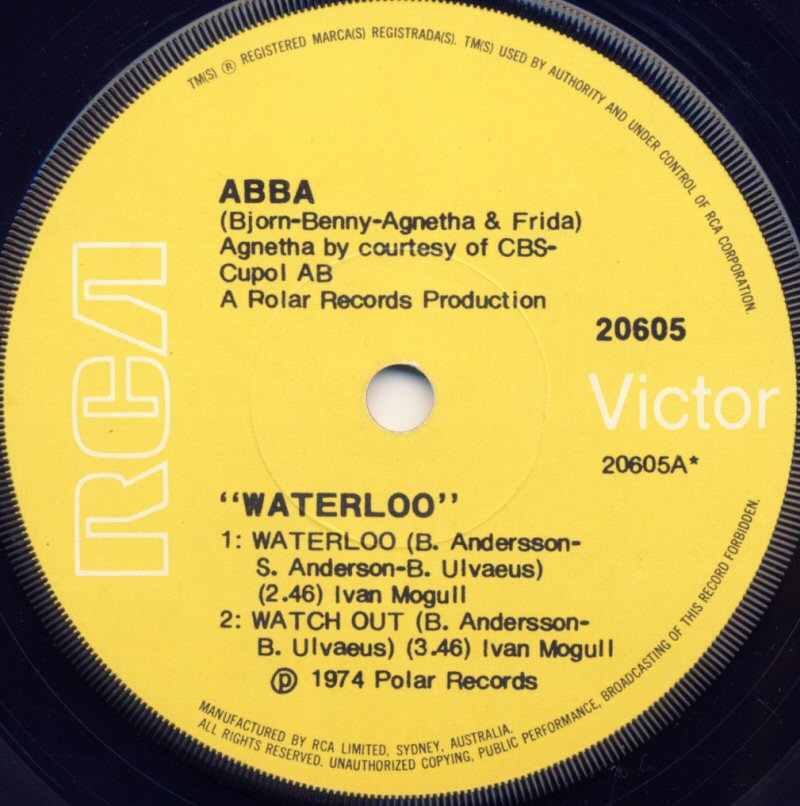 TM(S) ® REGISTERED MARCA(S) REGISTRADA(S). TM(S) USED BY AUTHORITY AND UNDER CONTROL OF RCA CORPORATION.
ABBA
(Bjorn-Benny-Agnetha & Frida)
Agnetha by courtesy of CBS-
Cupol AB
A Polar Records Production
20605
RCA
Victor
20605A*
"WATERLOO"
1: WATERLOO (B. Andersson-
S. Anderson-B. Ulvaeus)
(2.46) Ivan Mogull
2: WATCH OUT (B. Andersson-
B. Ulvaeus) (3.46) Ivan Mogull
℗ 1974 Polar Records
MANUFACTURED BY RCA LIMITED, SYDNEY, AUSTRALIA.
ALL RIGHTS RESERVED. UNAUTHORIZED COPYING, PUBLIC PERFORMANCE, BROADCASTING OF THIS RECORD FORBIDDEN.